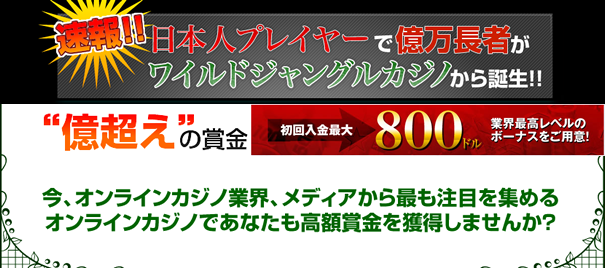 速報!!
日本人プレイヤーで億万長者が
ワイルドジャングルカジノから誕生!!
“億超え”の賞金
初回入金最大
800ドル
業界最高レベルの
ボーナスをご用意!
今、オンラインカジノ業界、メディアから最も注目を集める
オンラインカジノであなたも高額賞金を獲得しませんか?